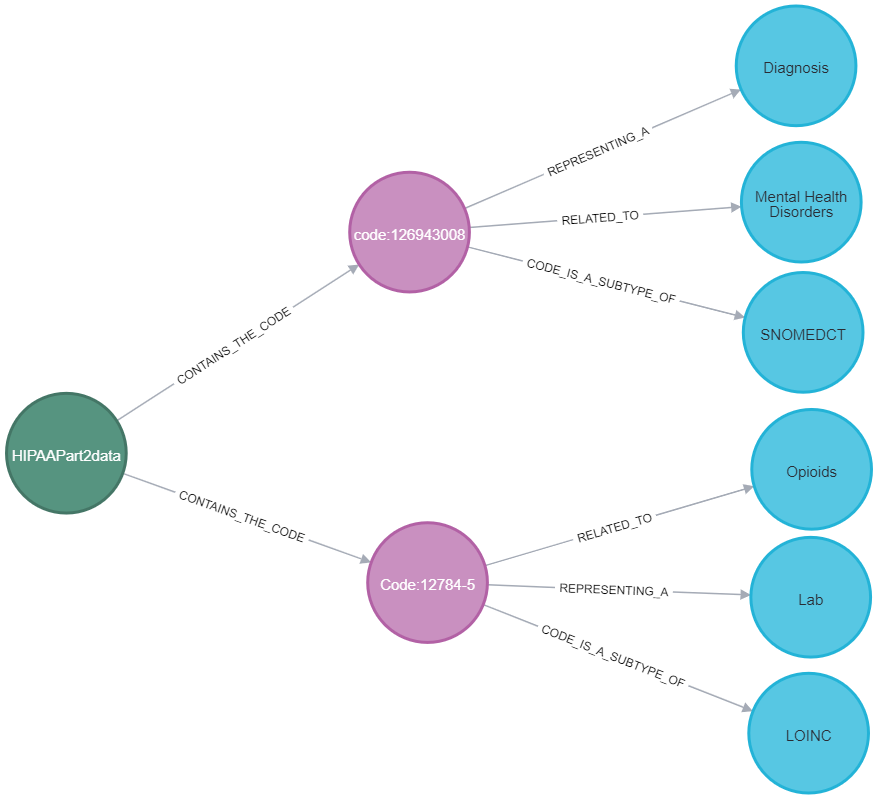 Diagnosis
REPRESENTING_A
Mental Health
Disorders
code:126943008
RELATED_TO
CODE_IS_A_SUBTYPE_OF
SNOMEDCT
CONTAINS_THE_CODE
HIPAAPart2data
CONTAINS_THE_CODE
Opioids
RELATED_TO
Code:12784-5
REPRESENTING_A
Lab
CODE_IS_A_SUBTYPE_OF
LOINC